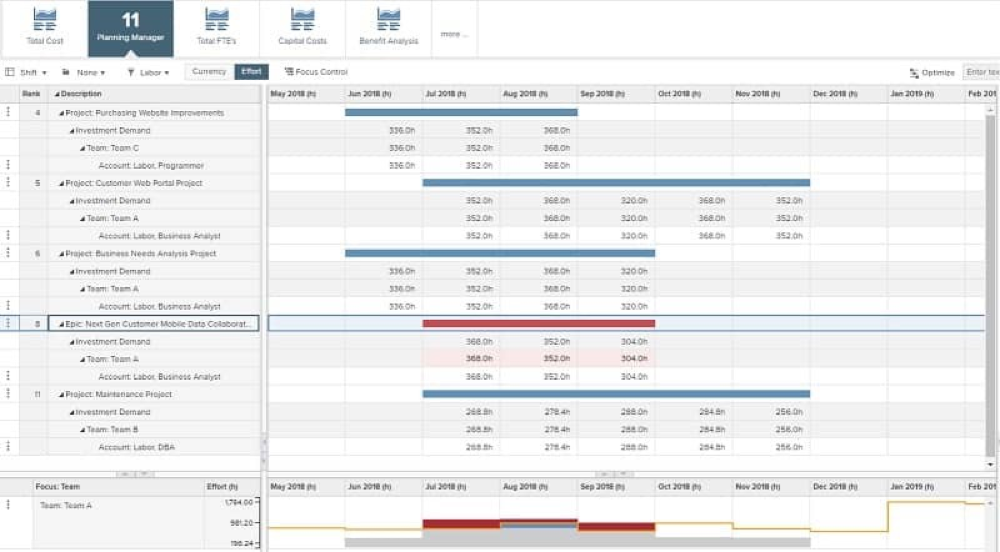 Total Cost
11
Planning Manager
Total FTE's
Capital Costs
Benefit Analysis
more ...
Shift None Labor Currency Effort Focus Control Optimize Enter tex
Rank Description May 2018 (h) Jun 2018 (h) Jul 2018 (h) Aug 2018 (h) Sep 2018 (h) Oct 2018 (h) Nov 2018 (h) Dec 2018 (h) Jan 2019 (h) Feb 201
4 Project: Purchasing Website Improvements
Investment Demand 336.0h 352.0h 368.0h
Team: Team C 336.0h 352.0h 368.0h
Account: Labor, Programmer 336.0h 352.0h 368.0h
5 Project: Customer Web Portal Project
Investment Demand 352.0h 368.0h 320.0h 368.0h 352.0h
Team: Team A 352.0h 368.0h 320.0h 368.0h 352.0h
Account: Labor, Business Analyst 352.0h 368.0h 320.0h 368.0h 352.0h
6 Project: Business Needs Analysis Project
Investment Demand 336.0h 352.0h 368.0h 320.0h
Team: Team A 336.0h 352.0h 368.0h 320.0h
Account: Labor, Business Analyst 336.0h 352.0h 368.0h 320.0h
8 Epic: Next Gen Customer Mobile Data Collaborat...
Investment Demand 368.0h 352.0h 304.0h
Team: Team A 368.0h 352.0h 304.0h
Account: Labor, Business Analyst 368.0h 352.0h 304.0h
11 Project: Maintenance Project
Investment Demand 268.8h 278.4h 288.0h 284.8h 256.0h
Team: Team B 268.8h 278.4h 288.0h 284.8h 256.0h
Account: Labor, DBA 268.8h 278.4h 288.0h 284.8h 256.0h
Focus: Team Effort (h) May 2018 (h) Jun 2018 (h) Jul 2018 (h) Aug 2018 (h) Sep 2018 (h) Oct 2018 (h) Nov 2018 (h) Dec 2018 (h) Jan 2019 (h) Feb 201
Team: Team A 1,764.00
981.20
198.24